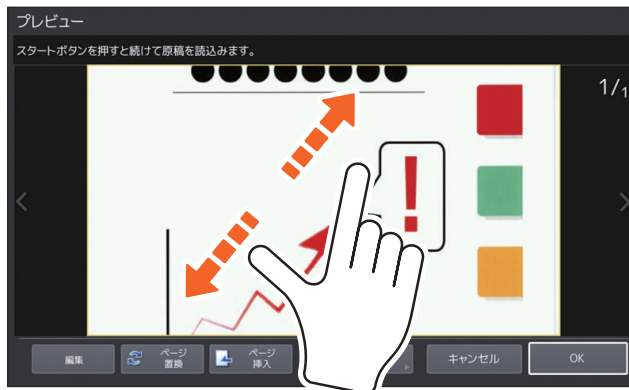 プレビュー
スタートボタンを押すと続けて原稿を読込みます。
1/1
!
編集
ページ
置換
ページ
挿入
キャンセル
OK